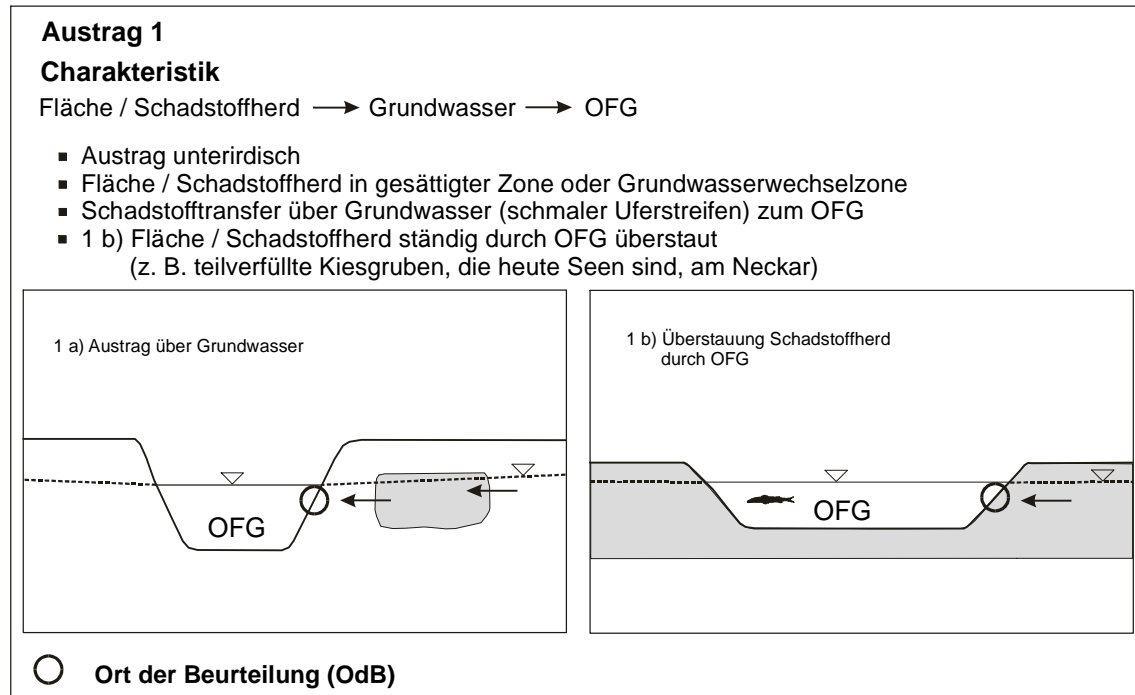 Austrag 1
Charakteristik
Fläche / Schadstoffherd → Grundwasser → OFG
▪ Austrag unterirdisch
▪ Fläche / Schadstoffherd in gesättigter Zone oder Grundwasserwechselzone
▪ Schadstofftransfer über Grundwasser (schmaler Uferstreifen) zum OFG
▪ 1 b) Fläche / Schadstoffherd ständig durch OFG überstaut
(z. B. teilverfüllte Kiesgruben, die heute Seen sind, am Neckar)
1 a) Austrag über Grundwasser
OFG
1 b) Überstauung Schadstoffherd
durch OFG
OFG
Ort der Beurteilung (OdB)